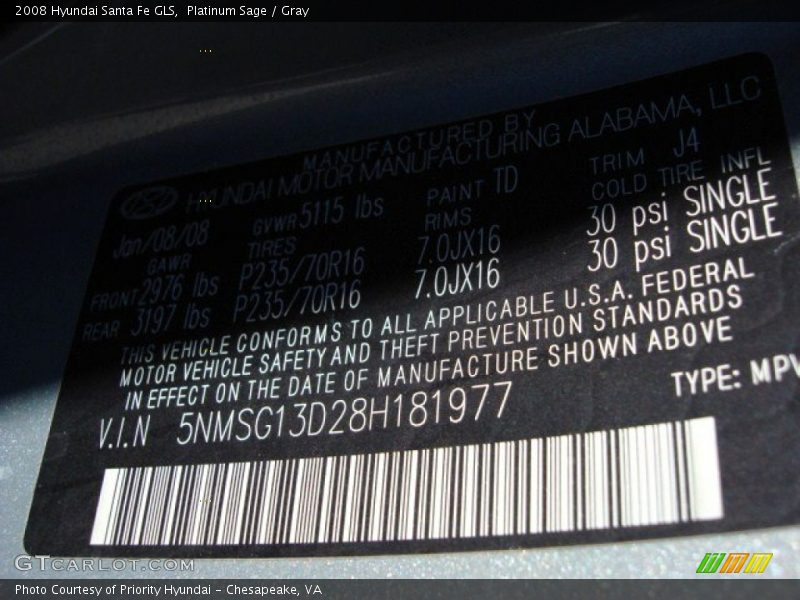 2008 Hyundai Santa Fe GLS, Platinum Sage / Gray
MANUFACTURED BY
HYUNDAI MOTOR MANUFACTURING ALABAMA, LLC
Jan/08/08 GVWR 5115 lbs PAINT TD TRIM J4
GAWR TIRES RIMS COLD TIRE INFL
FRONT 2976 lbs P235/70R16 7.0JX16 30 psi SINGLE
REAR 3197 lbs P235/70R16 7.0JX16 30 psi SINGLE
THIS VEHICLE CONFORMS TO ALL APPLICABLE U.S.A. FEDERAL
MOTOR VEHICLE SAFETY AND THEFT PREVENTION STANDARDS
IN EFFECT ON THE DATE OF MANUFACTURE SHOWN ABOVE
V.I.N 5NMSG13D28H181977 TYPE: MPV
GTCARLOT.COM
Photo Courtesy of Priority Hyundai - Chesapeake, VA